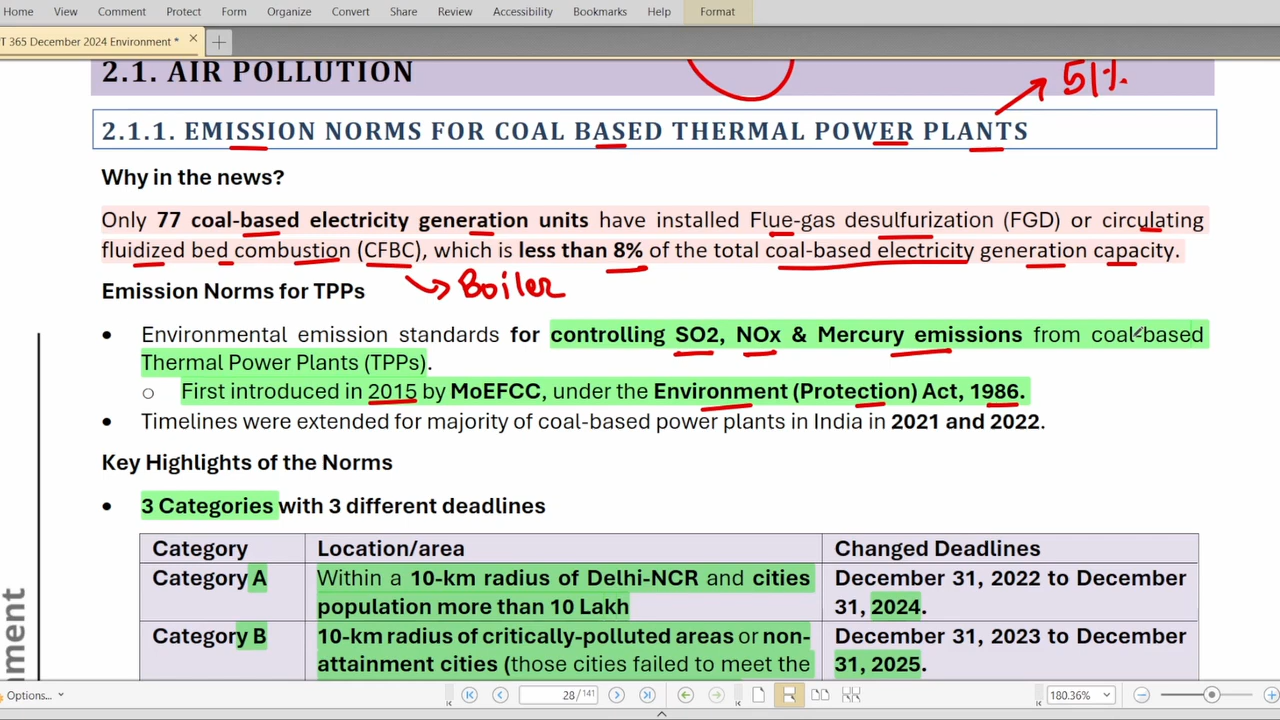 Home View Comment Protect Form Organize Convert Share Review Accessibility Bookmarks Help Format
T 365 December 2024 Environment *
2.1. AIR POLLUTION
51%
2.1.1. EMISSION NORMS FOR COAL BASED THERMAL POWER PLANTS
Why in the news?
Only 77 coal-based electricity generation units have installed Flue-gas desulfurization (FGD) or circulating
fluidized bed combustion (CFBC), which is less than 8% of the total coal-based electricity generation capacity.
Boiler
Emission Norms for TPPs
• Environmental emission standards for controlling SO2, NOx & Mercury emissions from coal-based
Thermal Power Plants (TPPs).
○ First introduced in 2015 by MoEFCC, under the Environment (Protection) Act, 1986.
• Timelines were extended for majority of coal-based power plants in India in 2021 and 2022.
Key Highlights of the Norms
• 3 Categories with 3 different deadlines
Category Location/area Changed Deadlines
Category A Within a 10-km radius of Delhi-NCR and cities December 31, 2022 to December
population more than 10 Lakh 31, 2024.
Category B 10-km radius of critically-polluted areas or non- December 31, 2023 to December
attainment cities (those cities failed to meet the 31, 2025.
nment
Options... 28 / 141 180.36%